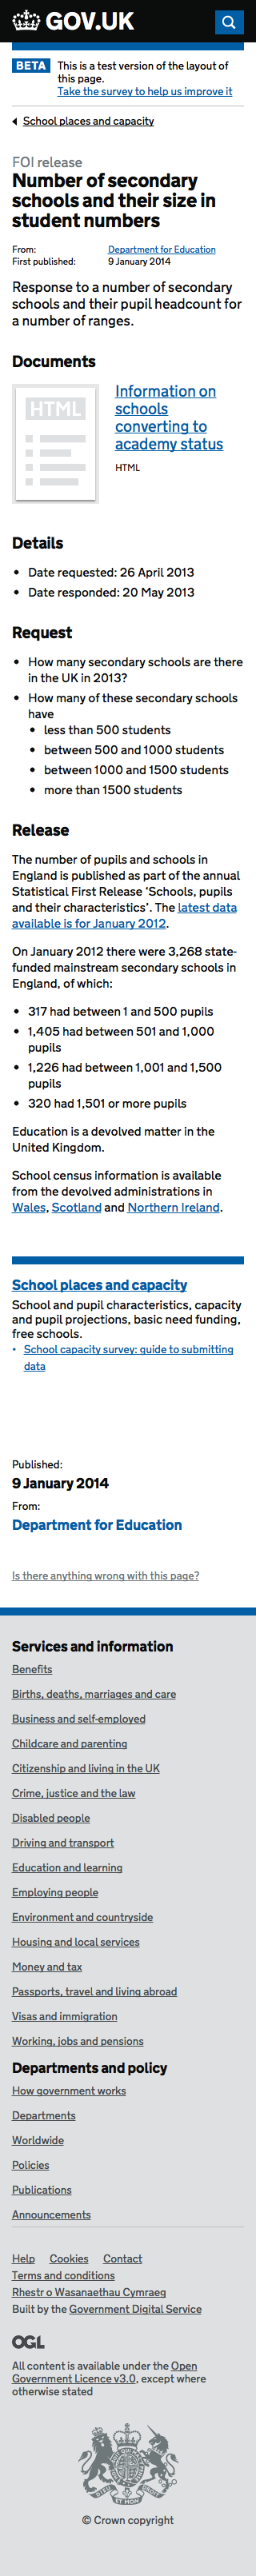 GOV.UK
BETA This is a test version of the layout of
this page.
Take the survey to help us improve it
School places and capacity
FOI release
Number of secondary
schools and their size in
student numbers
From: Department for Education
First published: 9 January 2014
Response to a number of secondary
schools and their pupil headcount for
a number of ranges.
Documents
HTML
Information on
schools
converting to
academy status
HTML
Details
• Date requested: 26 April 2013
• Date responded: 20 May 2013
Request
• How many secondary schools are there
in the UK in 2013?
• How many of these secondary schools
have
• less than 500 students
• between 500 and 1000 students
• between 1000 and 1500 students
• more than 1500 students
Release
The number of pupils and schools in
England is published as part of the annual
Statistical First Release ‘Schools, pupils
and their characteristics’. The latest data
available is for January 2012.
On January 2012 there were 3,268 state-
funded mainstream secondary schools in
England, of which:
• 317 had between 1 and 500 pupils
• 1,405 had between 501 and 1,000
pupils
• 1,226 had between 1,001 and 1,500
pupils
• 320 had 1,501 or more pupils
Education is a devolved matter in the
United Kingdom.
School census information is available
from the devolved administrations in
Wales, Scotland and Northern Ireland.
School places and capacity
School and pupil characteristics, capacity
and pupil projections, basic need funding,
free schools.
• School capacity survey: guide to submitting
data
Published:
9 January 2014
From:
Department for Education
Is there anything wrong with this page?
Services and information
Benefits
Births, deaths, marriages and care
Business and self-employed
Childcare and parenting
Citizenship and living in the UK
Crime, justice and the law
Disabled people
Driving and transport
Education and learning
Employing people
Environment and countryside
Housing and local services
Money and tax
Passports, travel and living abroad
Visas and immigration
Working, jobs and pensions
Departments and policy
How government works
Departments
Worldwide
Policies
Publications
Announcements
Help Cookies Contact
Terms and conditions
Rhestr o Wasanaethau Cymraeg
Built by the Government Digital Service
OGL
All content is available under the Open
Government Licence v3.0, except where
otherwise stated
© Crown copyright